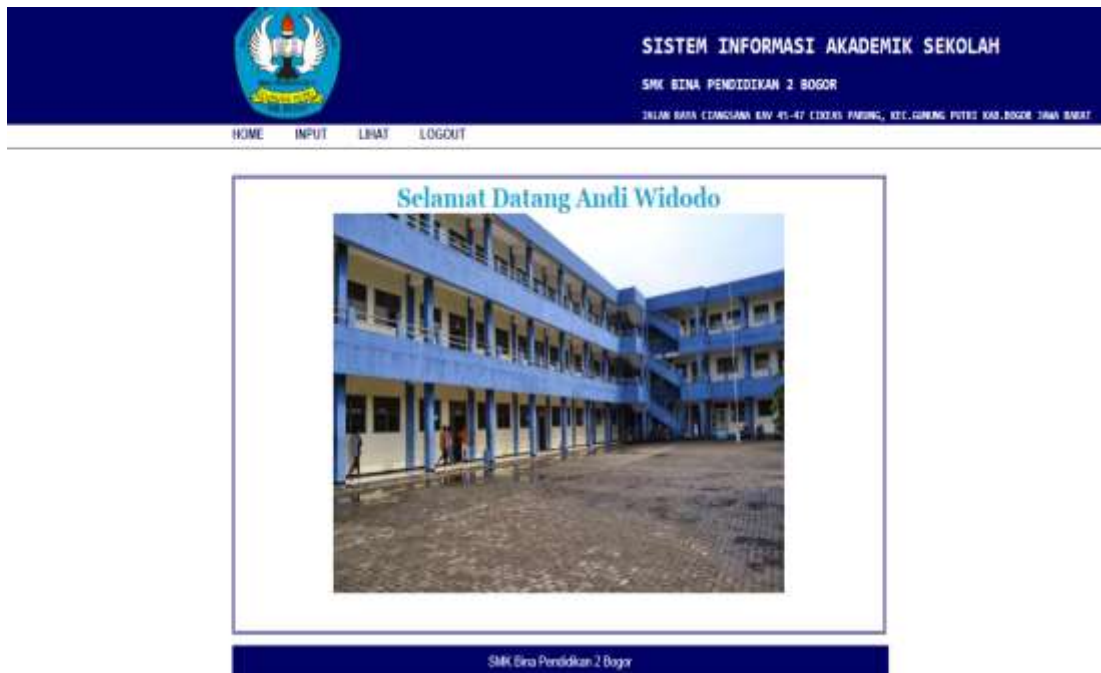 SISTEM INFORMASI AKADEMIK SEKOLAH
SMK BINA PENDIDIKAN 2 BOGOR
JALAN RAYA CIANGSANA KAV 45-47 CIKEAS PARUNG, KEC.GUNUNG PUTRI KAB.BOGOR JAWA BARAT
HOME INPUT LIHAT LOGOUT
Selamat Datang Andi Widodo
SMK Bina Pendidikan 2 Bogor